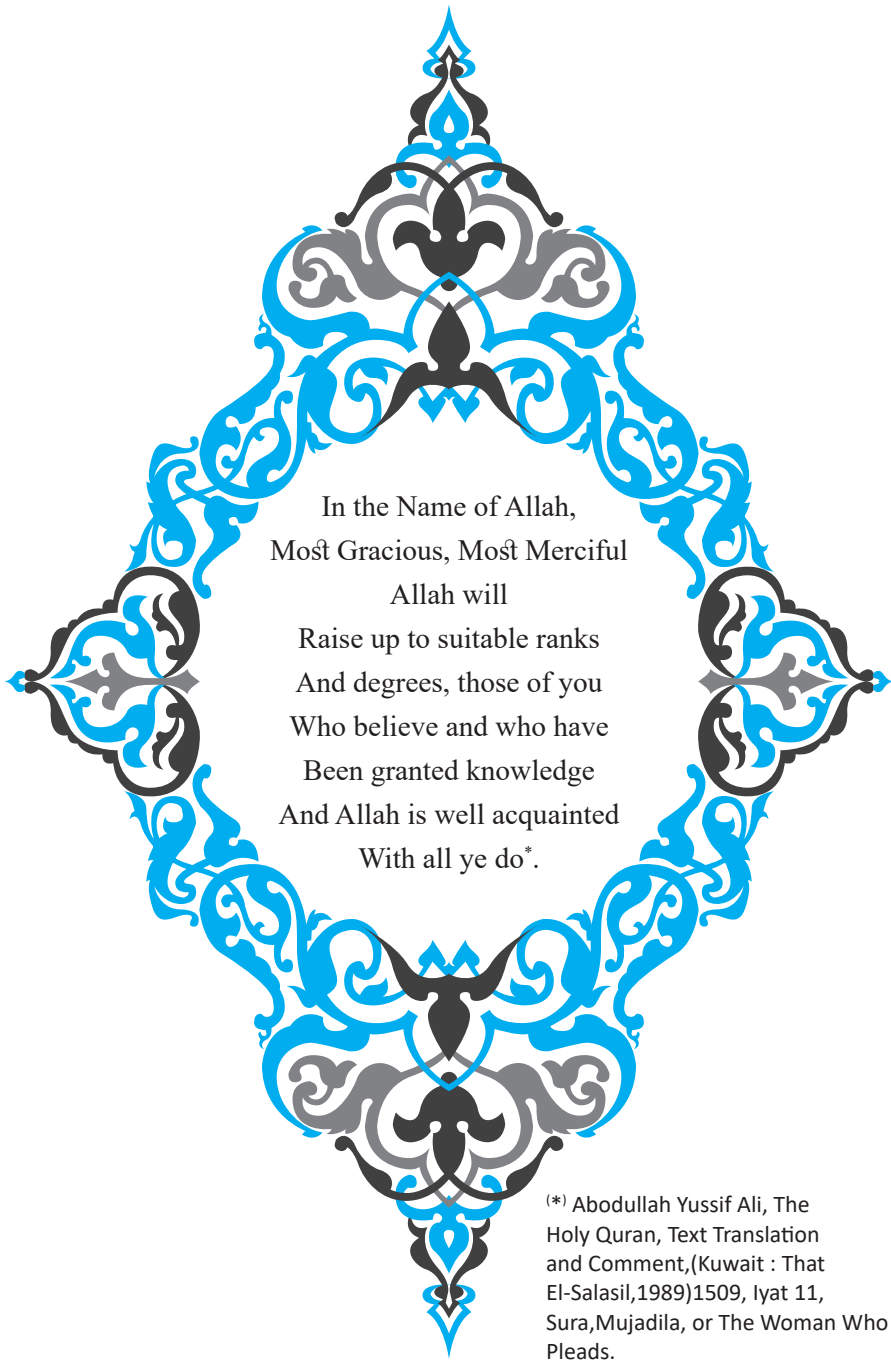 In the Name of Allah,
Most Gracious, Most Merciful
Allah will
Raise up to suitable ranks
And degrees, those of you
Who believe and who have
Been granted knowledge
And Allah is well acquainted
With all ye do*.
(*) Abodullah Yussif Ali, The
Holy Quran, Text Translation
and Comment,(Kuwait : That
El-Salasil,1989)1509, Iyat 11,
Sura,Mujadila, or The Woman Who
Pleads.